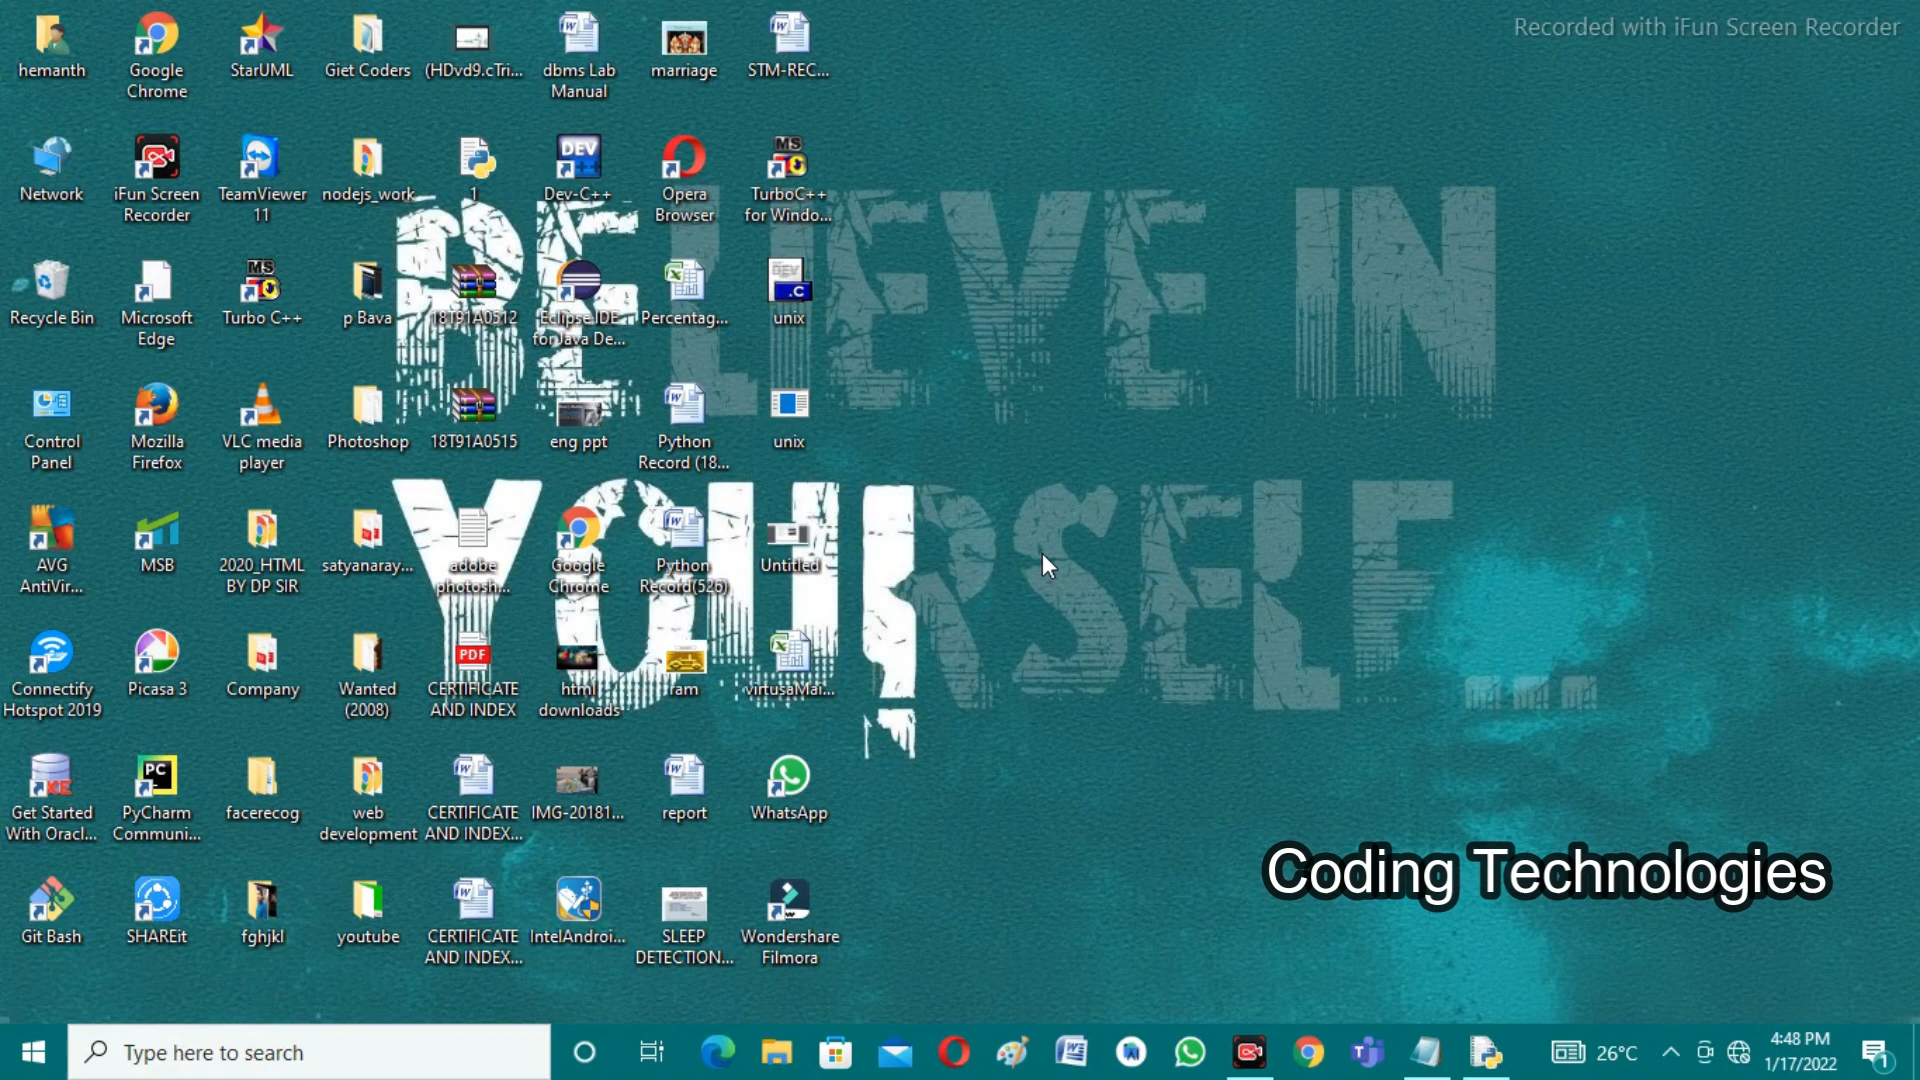 Recorded with iFun Screen Recorder
hemanth
Google
Chrome
StarUML
Giet Coders
(HDvd9.cTri...
dbms Lab
Manual
marriage
STM-REC...
Network
iFun Screen
Recorder
TeamViewer
11
nodejs_work
1
Dev-C++
Opera
Browser
TurboC++
for Windo...
BELIEVE IN
Recycle Bin
Microsoft
Edge
Turbo C++
p Bava
18T91A0512
Eclipse IDE
for Java De...
Percentag...
unix
Control
Panel
Mozilla
Firefox
VLC media
player
Photoshop
18T91A0515
eng ppt
Python
Record (18...
unix
YOURSELF...
AVG
AntiVir...
MSB
2020_HTML
BY DP SIR
satyanaray...
adobe
photosh...
Google
Chrome
Python
Record(526)
Untitled
Connectify
Hotspot 2019
Picasa 3
Company
Wanted
(2008)
CERTIFICATE
AND INDEX
html
downloads
ram
virtusaMai...
Get Started
With Oracl...
PyCharm
Communi...
facerecog
web
development
CERTIFICATE
AND INDEX...
IMG-20181...
report
WhatsApp
Coding Technologies
Git Bash
SHAREit
fghjkl
youtube
CERTIFICATE
AND INDEX...
IntelAndroi...
SLEEP
DETECTION...
Wondershare
Filmora
Type here to search
26°C
4:48 PM
1/17/2022
1